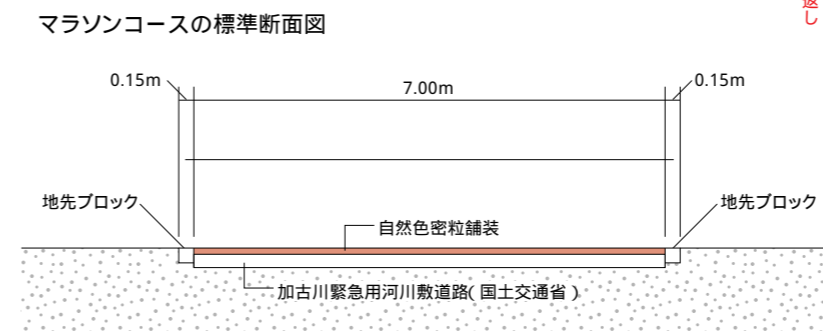 マラソンコースの標準断面図
返し
0.15m
7.00m
0.15m
地先ブロック
地先ブロック
自然色密粒舗装
加古川緊急用河川敷道路(国土交通省)